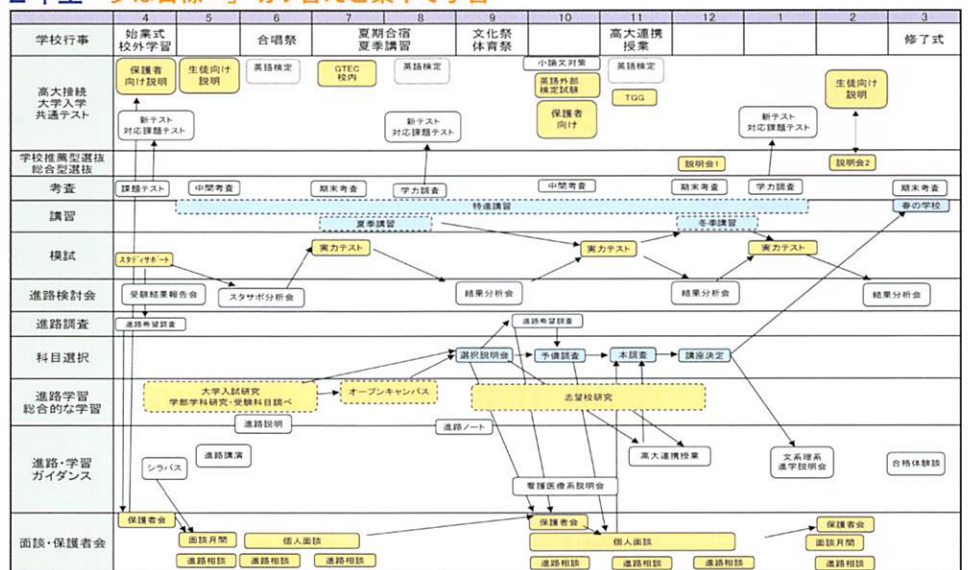 4 5 6 7 8 9 10 11 12 1 2 3
学校行事
始業式
校外学習
合唱祭
夏期合宿
夏季講習
文化祭
体育祭
高大連携
授業
修了式
高大接続
大学入学
共通テスト
保護者
向け説明
生徒向け
説明
英語検定
GTEC
校内
英語検定
小論文対策
英語外部
検定試験
保護者
向け
英語検定
TGG
生徒向け
説明
新テスト
対応課題テスト
新テスト
対応課題テスト
新テスト
対応課題テスト
学校推薦型選抜
総合型選抜
説明会1
説明会2
考査
課題テスト
中間考査
期末考査
学力調査
中間考査
期末考査
学力調査
期末考査
講習
特進講習
夏季講習
冬季講習
春の学校
模試
スタディサポート
実力テスト
実力テスト
実力テスト
進路検討会
受験結果報告会
スタサポ分析会
結果分析会
結果分析会
結果分析会
進路調査
進路希望調査
進路希望調査
科目選択
選択説明会
予備調査
本調査
講座決定
進路学習
総合的な学習
大学入試研究
学部学科研究・受験科目調べ
オープンキャンパス
志望校研究
進路・学習
ガイダンス
進路説明
進路ノート
シラバス
進路講演
高大連携授業
文系理系
進学説明会
合格体験談
看護医療系説明会
面談・保護者会
保護者会
面談月間
個人面談
保護者会
個人面談
保護者会
面談月間
進路相談
進路相談
進路相談
進路相談
進路相談
進路相談
進路相談